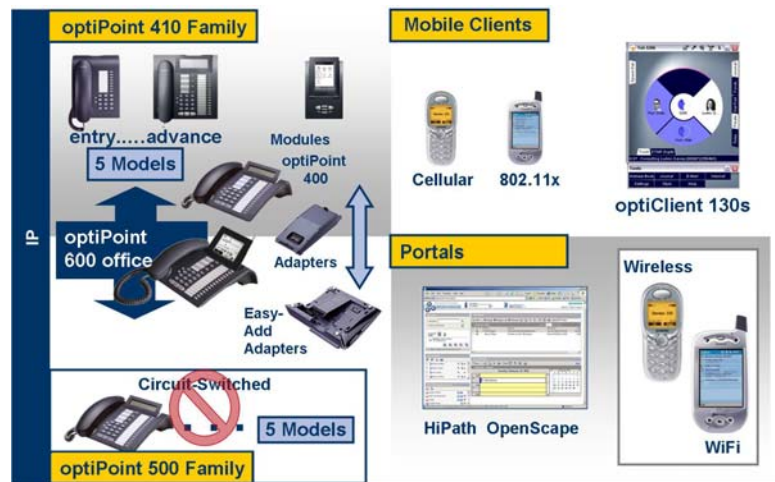 optiPoint 410 Family
entry.....advance
5 Models
Modules
optiPoint
400
IP
optiPoint
600 office
Adapters
Easy-
Add
Adapters
Circuit-Switched
5 Models
optiPoint 500 Family
Mobile Clients
Cellular
802.11x
optiClient 130s
Portals
HiPath OpenScape
Wireless
WiFi